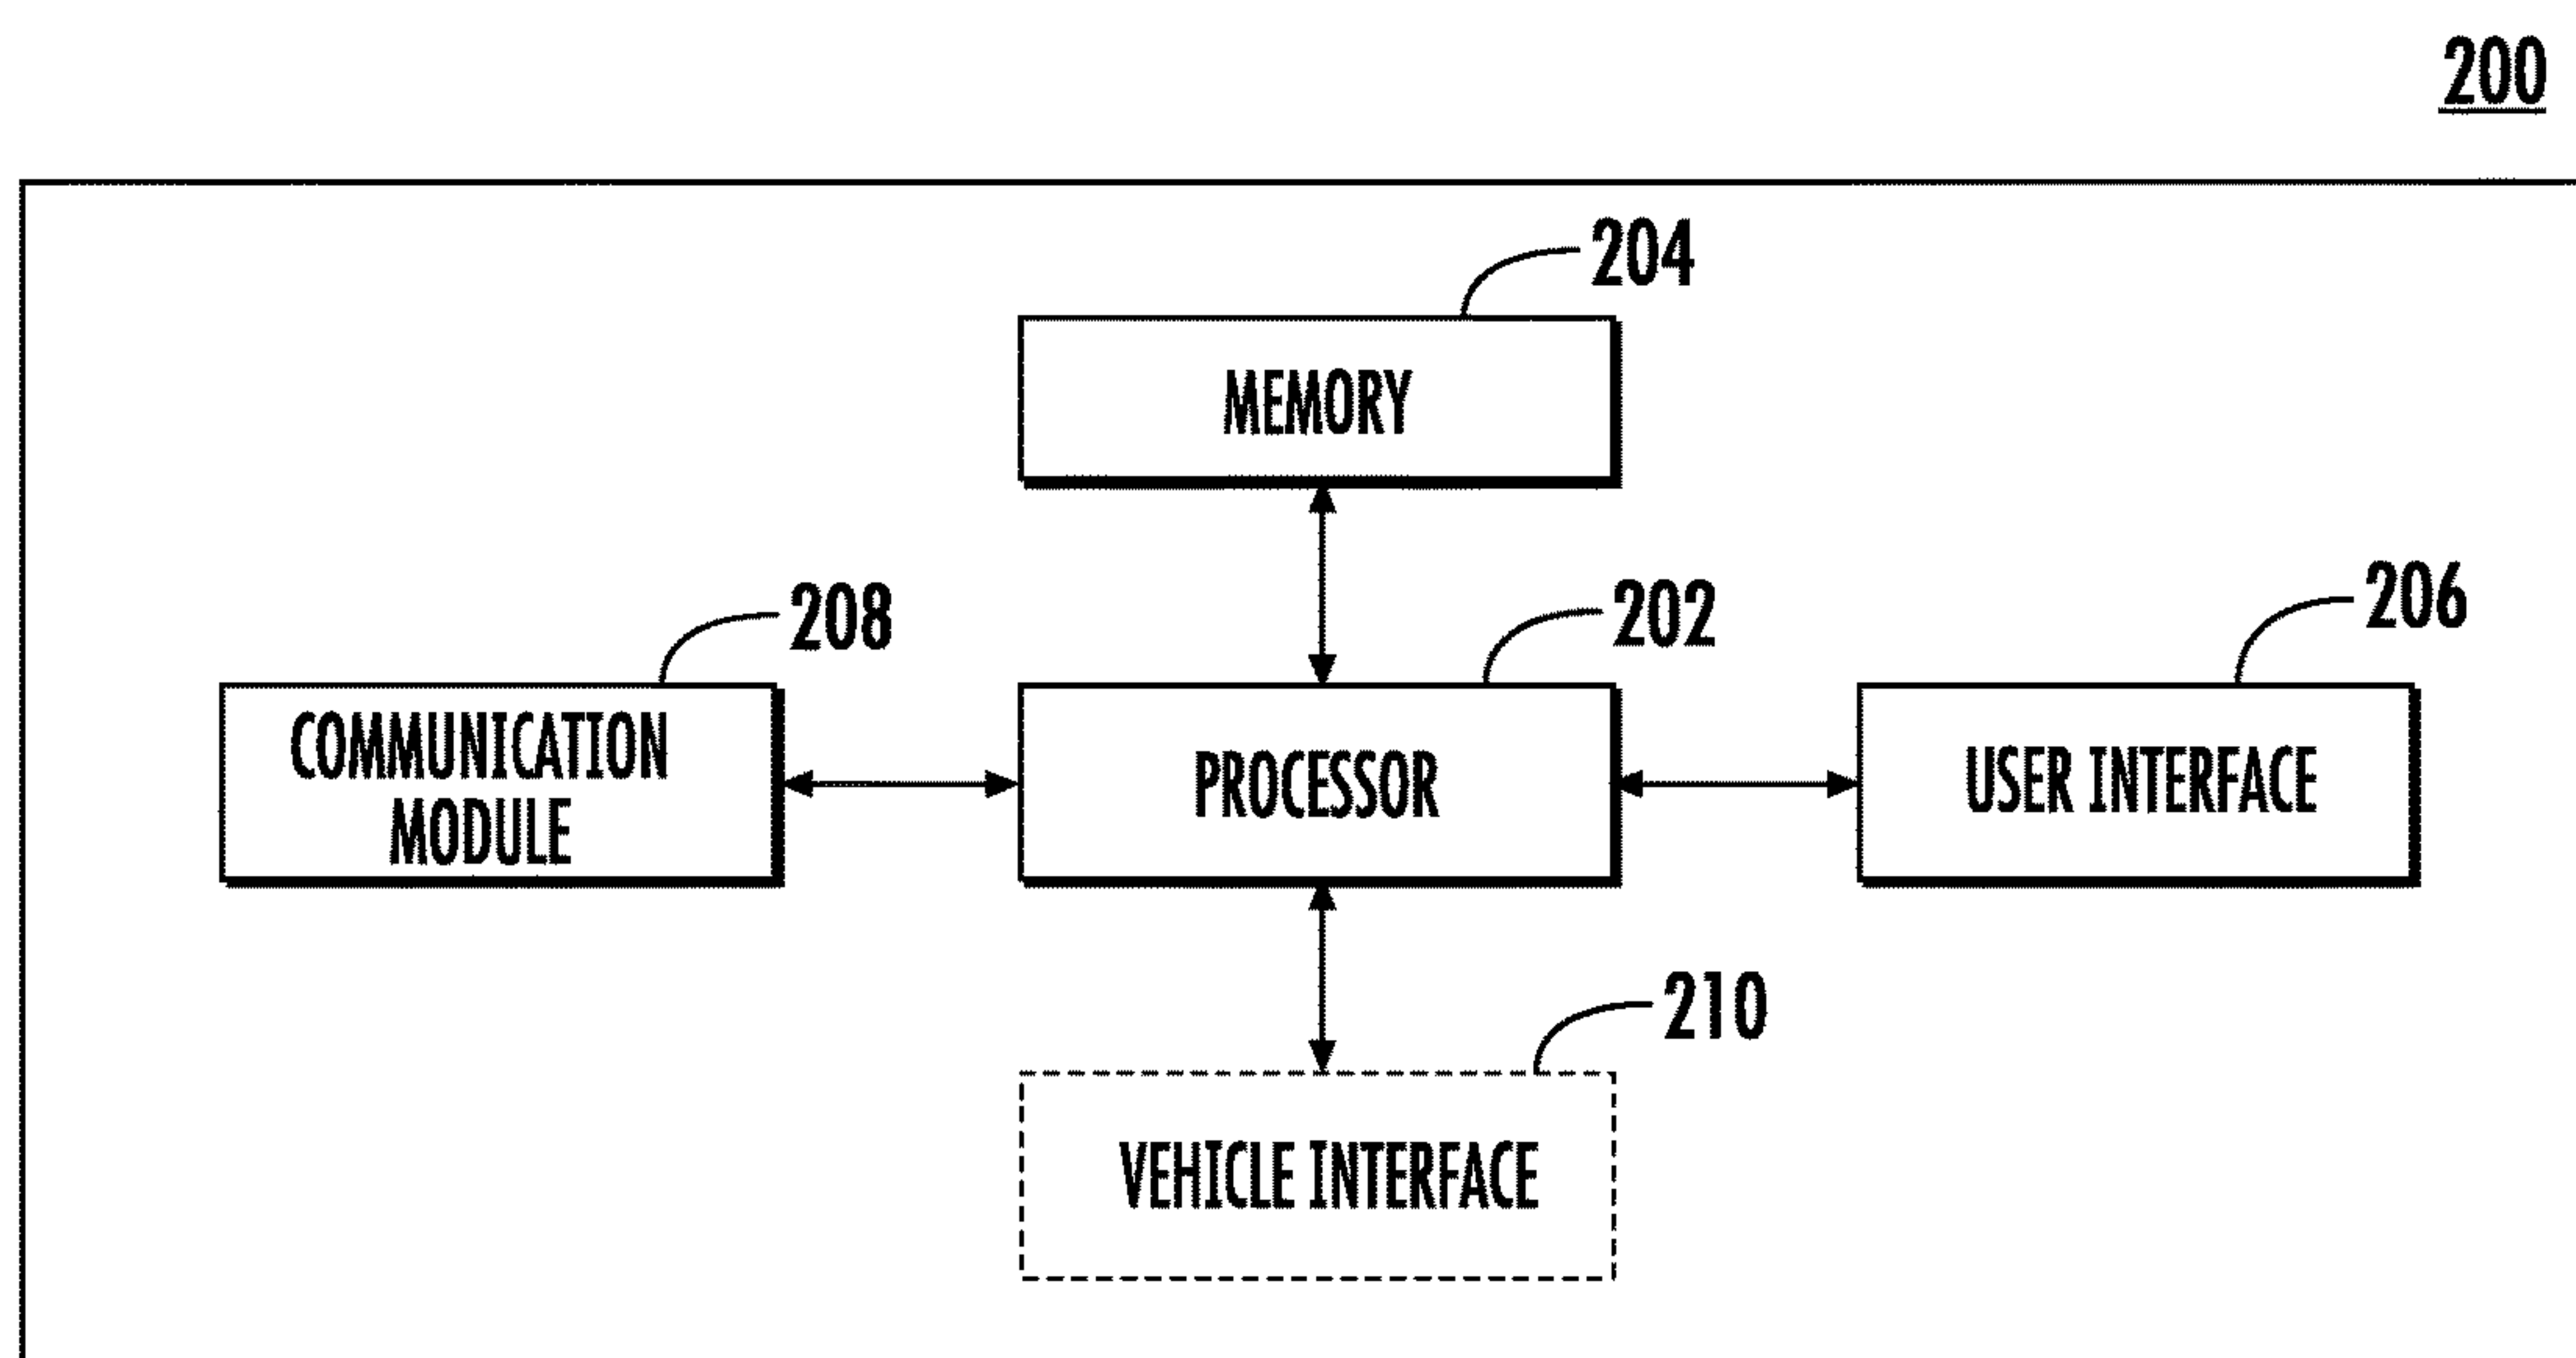 200
204
MEMORY
208
202
206
COMMUNICATION
MODULE
PROCESSOR
USER INTERFACE
210
VEHICLE INTERFACE